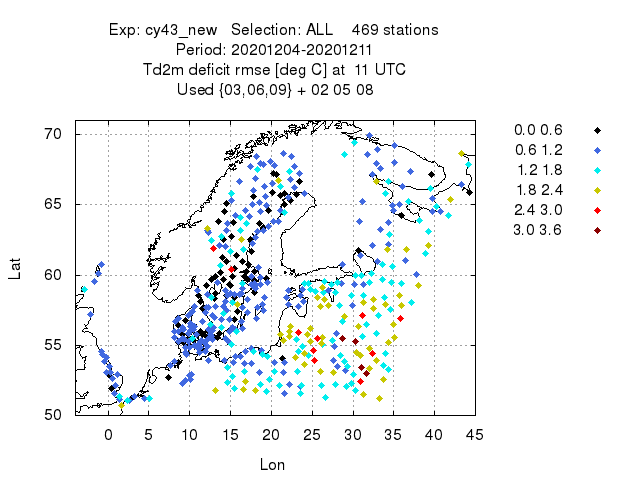 Exp: cy43_new Selection: ALL 469 stations
Period: 20201204-20201211
Td2m deficit rmse [deg C] at 11 UTC
Used {03,06,09} + 02 05 08
0.0 0.6
0.6 1.2
1.2 1.8
1.8 2.4
2.4 3.0
3.0 3.6
Lat
70
65
60
55
50
0 5 10 15 20 25 30 35 40 45
Lon